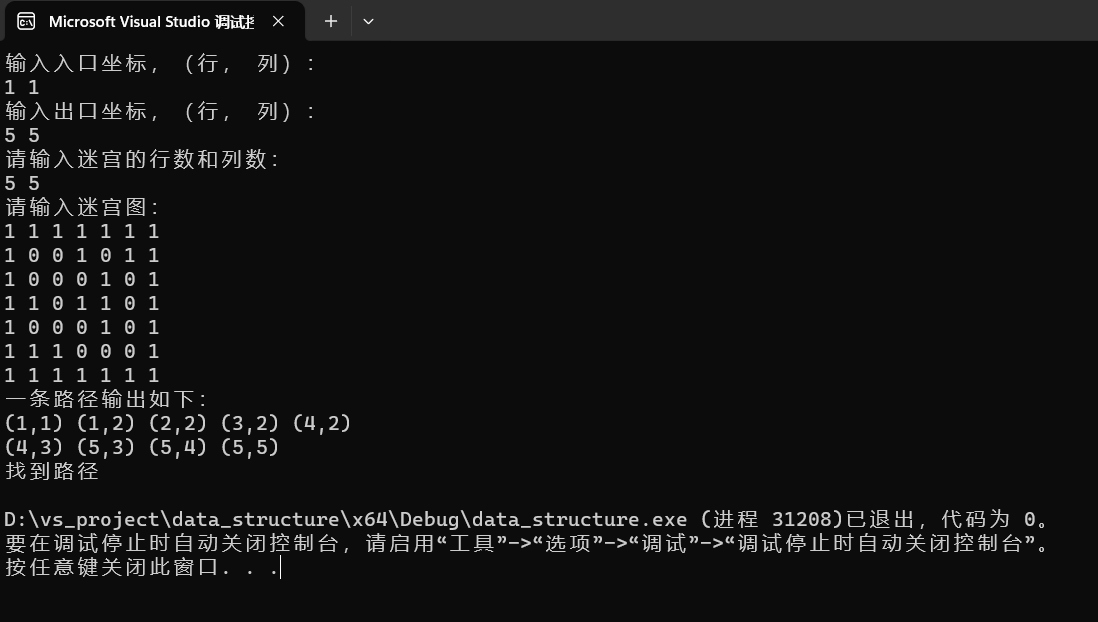 Microsoft Visual Studio 调试
输入入口坐标，（行， 列）：
1 1
输入出口坐标，（行， 列）：
5 5
请输入迷宫的行数和列数：
5 5
请输入迷宫图：
1 1 1 1 1 1 1
1 0 0 1 0 1 1
1 0 0 0 1 0 1
1 1 0 1 1 0 1
1 0 0 0 1 0 1
1 1 1 0 0 0 1
1 1 1 1 1 1 1
一条路径输出如下：
(1,1) (1,2) (2,2) (3,2) (4,2)
(4,3) (5,3) (5,4) (5,5)
找到路径
D:\vs_project\data_structure\x64\Debug\data_structure.exe (进程 31208)已退出，代码为 0。
要在调试停止时自动关闭控制台，请启用“工具”->“选项”->“调试”->“调试停止时自动关闭控制台”。
按任意键关闭此窗口. . .